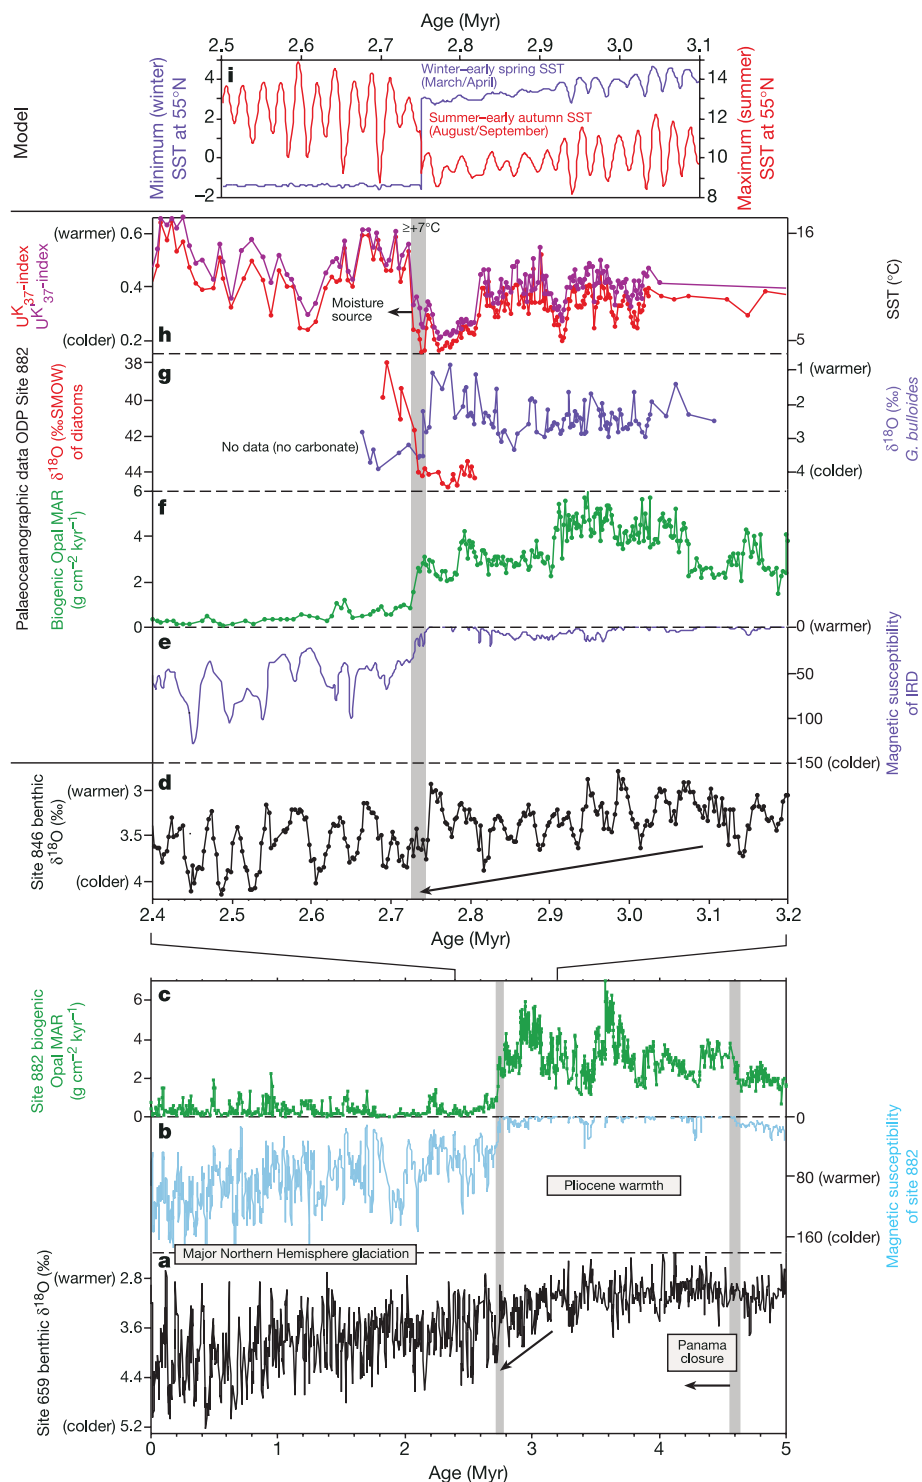 Age (Myr)
2.5 2.6 2.7 2.8 2.9 3.0 3.1
Model
Minimum (winter)
SST at 55°N
4
2
0
−2
i
Winter–early spring SST
(March/April)
Summer–early autumn SST
(August/September)
14
12
10
8
Maximum (summer)
SST at 55°N
Palaeoceanographic data ODP Site 882
UK37-index
UK'37-index
(warmer) 0.6
0.4
(colder) 0.2
h
≥+7°C
Moisture
source
16
5
SST (°C)
δ18O (‰SMOW)
of diatoms
38
40
42
44
g
No data (no carbonate)
1 (warmer)
2
3
4 (colder)
δ18O (‰)
G. bulloides
Biogenic Opal MAR
(g cm−2 kyr−1)
6
4
2
0
f
e
0 (warmer)
50
100
150 (colder)
Magnetic susceptibility
of IRD
Site 846 benthic
δ18O (‰)
(warmer) 3
3.5
(colder) 4
d
2.4 2.5 2.6 2.7 2.8 2.9 3.0 3.1 3.2
Age (Myr)
Site 882 biogenic
Opal MAR
(g cm−2 kyr−1)
6
4
2
0
c
b
0
80 (warmer)
160 (colder)
Magnetic susceptibility
of site 882
Pliocene warmth
Major Northern Hemisphere glaciation
a
Site 659 benthic δ18O (‰)
(warmer) 2.8
3.6
4.4
(colder) 5.2
Panama
closure
0 1 2 3 4 5
Age (Myr)